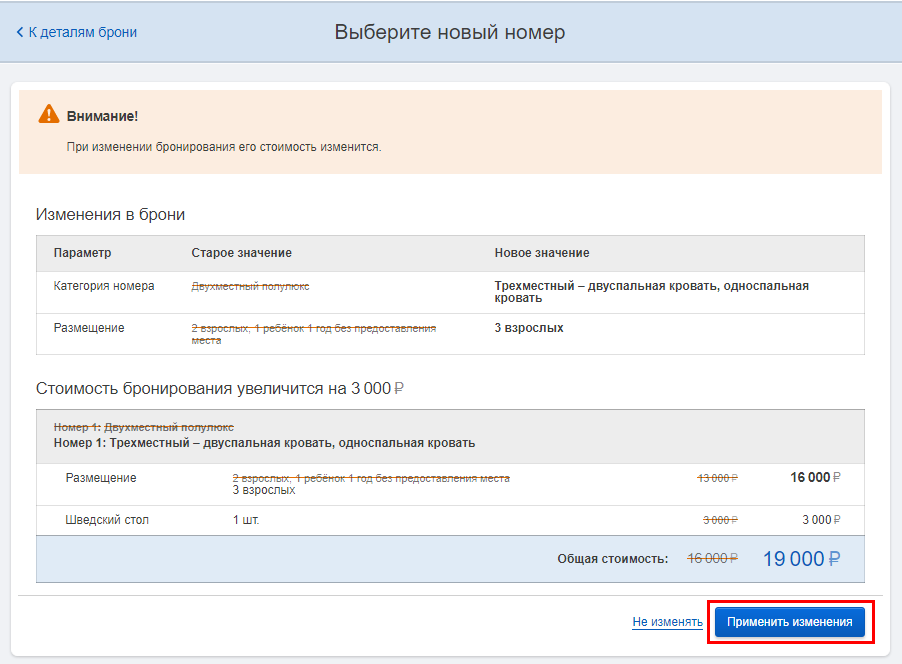 К деталям брони
Выберите новый номер
Внимание!
При изменении бронирования его стоимость изменится.
Изменения в брони
Параметр Старое значение Новое значение
Категория номера Двухместный полулюкс Трехместный – двуспальная кровать, односпальная
кровать
Размещение 2 взрослых, 1 ребёнок 1 год без предоставления 3 взрослых
места
Стоимость бронирования увеличится на 3 000 ₽
Номер 1: Двухместный полулюкс
Номер 1: Трехместный – двуспальная кровать, односпальная кровать
Размещение 2 взрослых, 1 ребёнок 1 год без предоставления места 13 000 ₽ 16 000 ₽
3 взрослых
Шведский стол 1 шт. 3 000 ₽ 3 000 ₽
Общая стоимость: 16 000 ₽ 19 000 ₽
Не изменять Применить изменения